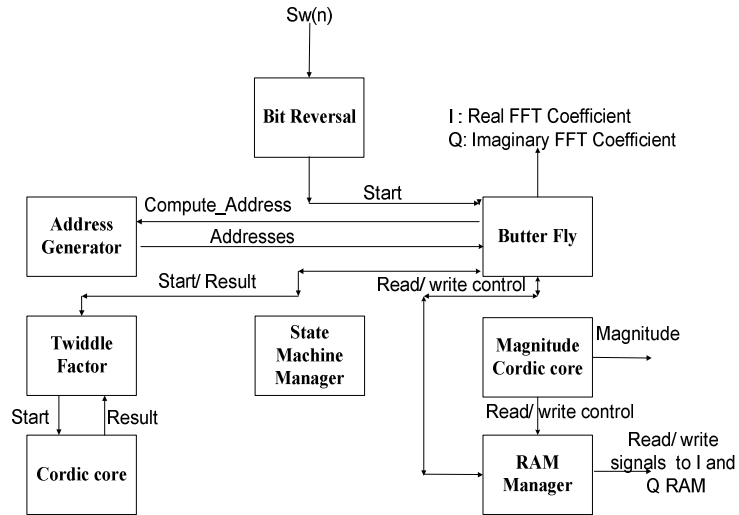 Sw(n)
Bit Reversal
I : Real FFT Coefficient
Q: Imaginary FFT Coefficient
Start
Compute_Address
Address
Generator
Addresses
Butter Fly
Start/ Result
Read/ write control
Twiddle
Factor
State
Machine
Manager
Magnitude
Cordic core
Magnitude
Start
Result
Read/ write control
Cordic core
RAM
Manager
Read/ write
signals to I and
Q RAM